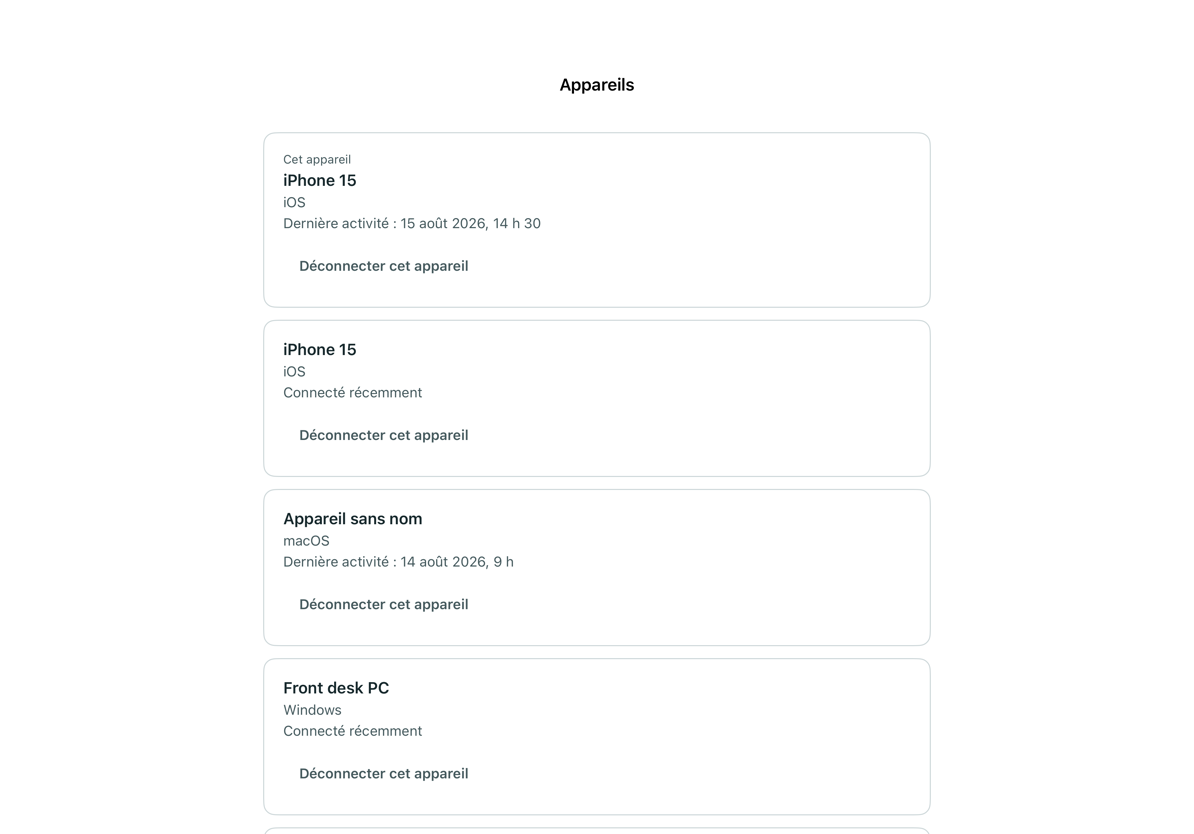 Appareils
Cet appareil
iPhone 15
iOS
Dernière activité : 15 août 2026, 14 h 30
Déconnecter cet appareil
iPhone 15
iOS
Connecté récemment
Déconnecter cet appareil
Appareil sans nom
macOS
Dernière activité : 14 août 2026, 9 h
Déconnecter cet appareil
Front desk PC
Windows
Connecté récemment
Déconnecter cet appareil